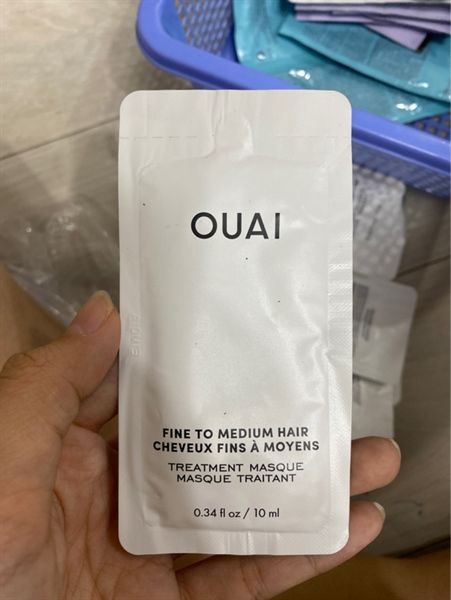 OUAI
FINE TO MEDIUM HAIR
CHEVEUX FINS À MOYENS
TREATMENT MASQUE
MASQUE TRAITANT
0.34 fl oz / 10 ml